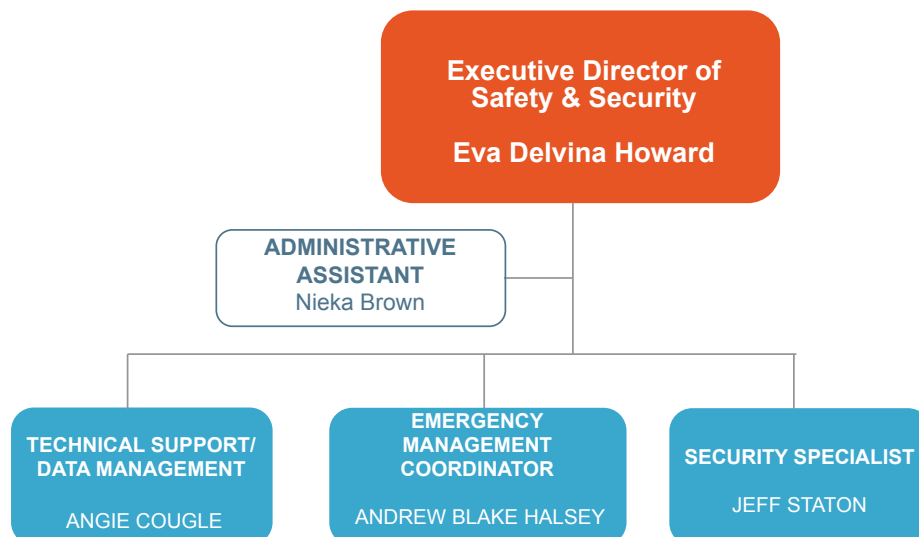 Executive Director of
Safety & Security
Eva Delvina Howard
ADMINISTRATIVE
ASSISTANT
Nieka Brown
TECHNICAL SUPPORT/
DATA MANAGEMENT
ANGIE COUGLE
EMERGENCY
MANAGEMENT
COORDINATOR
ANDREW BLAKE HALSEY
SECURITY SPECIALIST
JEFF STATON